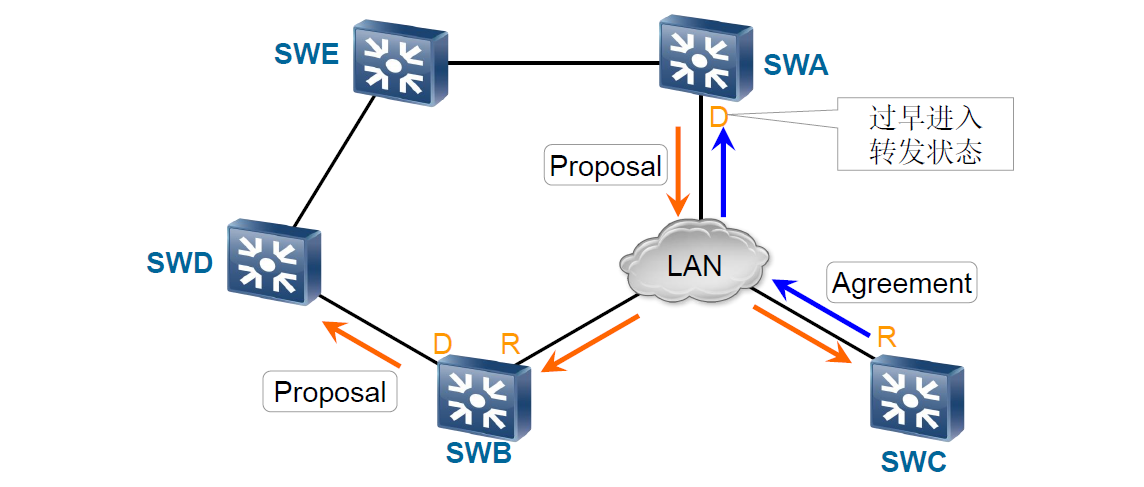 SWE
SWA
D
过早进入
转发状态
Proposal
LAN
SWD
Agreement
D
R
R
Proposal
SWB
SWC